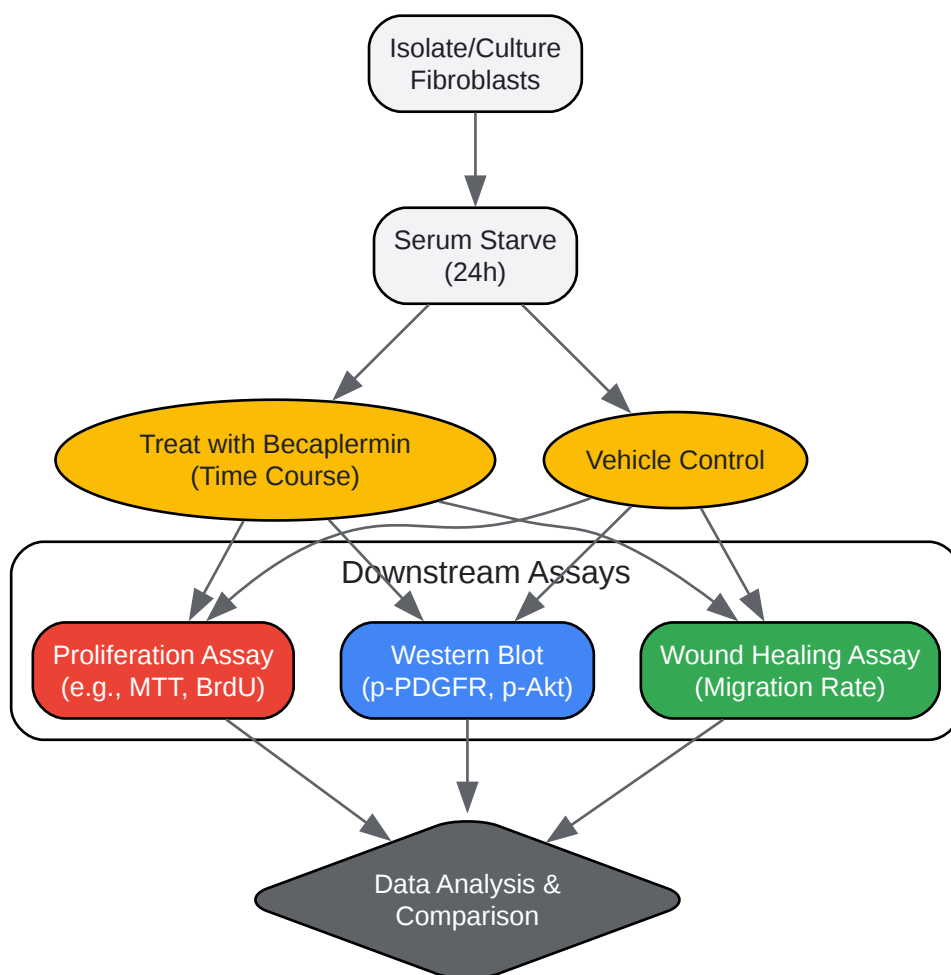 Isolate/Culture
Fibroblasts
Serum Starve
(24h)
Treat with Becaplermin
(Time Course)
Vehicle Control
Downstream Assays
Proliferation Assay
(e.g., MTT, BrdU)
Western Blot
(p-PDGFR, p-Akt)
Wound Healing Assay
(Migration Rate)
Data Analysis &
Comparison